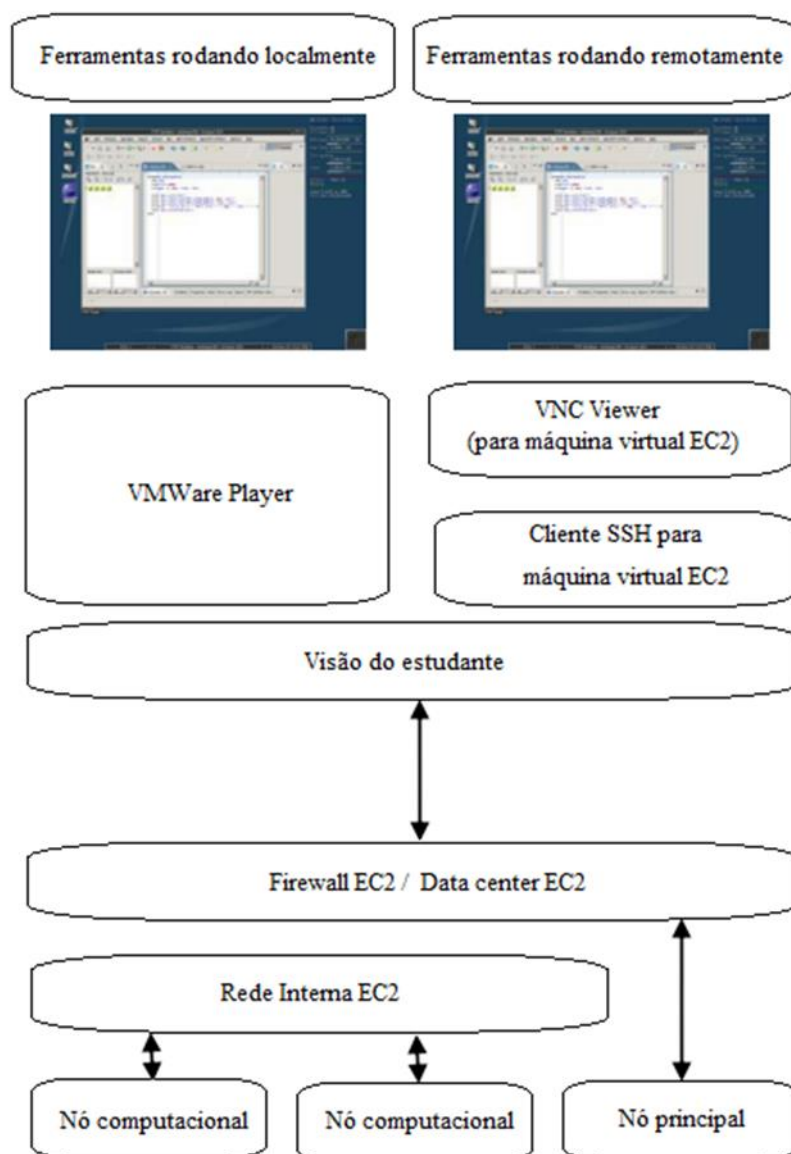 Ferramentas rodando localmente
Ferramentas rodando remotamente
VMWare Player
VNC Viewer
(para máquina virtual EC2)
Cliente SSH para
máquina virtual EC2
Visão do estudante
Firewall EC2 / Data center EC2
Rede Interna EC2
Nó computacional
Nó computacional
Nó principal